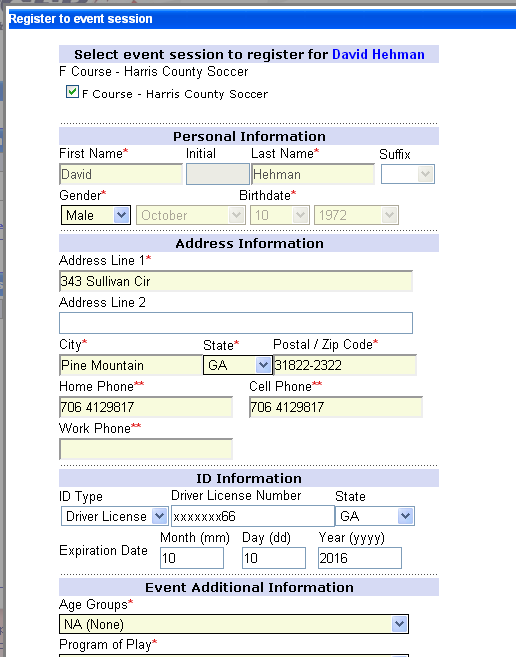 Register to event session
Select event session to register for David Hehman
F Course - Harris County Soccer
F Course - Harris County Soccer
Personal Information
First Name* Initial Last Name* Suffix
David Hehman
Gender* Birthdate*
Male October 10 1972
Address Information
Address Line 1*
343 Sullivan Cir
Address Line 2
City* State* Postal / Zip Code*
Pine Mountain GA 31822-2322
Home Phone** Cell Phone**
706 4129817 706 4129817
Work Phone**
ID Information
ID Type Driver License Number State
Driver License xxxxxxx66 GA
Month (mm) Day (dd) Year (yyyy)
Expiration Date 10 10 2016
Event Additional Information
Age Groups*
NA (None)
Program of Play*